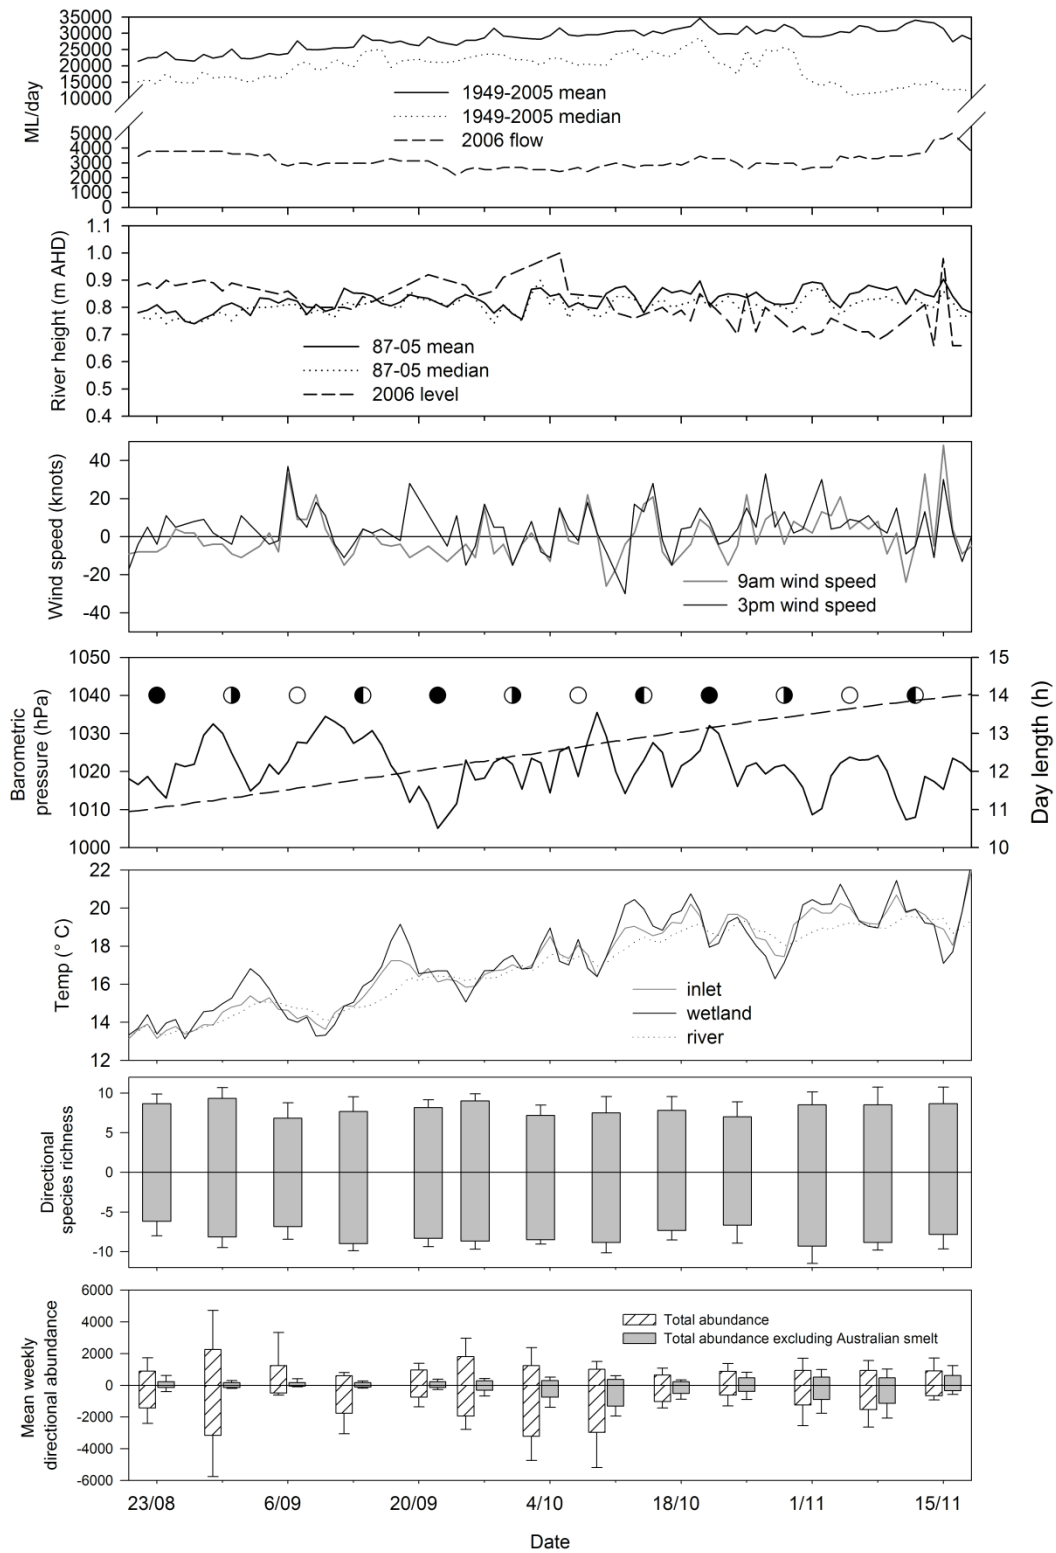 35000
30000
25000
20000
15000
10000
5000
4000
3000
2000
1000
0
ML/day
1949-2005 mean
1949-2005 median
2006 flow
1.1
1.0
0.9
0.8
0.7
0.6
0.5
0.4
River height (m AHD)
87-05 mean
87-05 median
2006 level
40
20
0
-20
-40
Wind speed (knots)
9am wind speed
3pm wind speed
1050
1040
1030
1020
1010
1000
Barometric
pressure (hPa)
15
14
13
12
11
10
Day length (h)
22
20
18
16
14
12
Temp (° C)
inlet
wetland
river
10
5
0
-5
-10
Directional
species richness
6000
4000
2000
0
-2000
-4000
-6000
Mean weekly
directional abundance
Total abundance
Total abundance excluding Australian smelt
23/08 6/09 20/09 4/10 18/10 1/11 15/11
Date